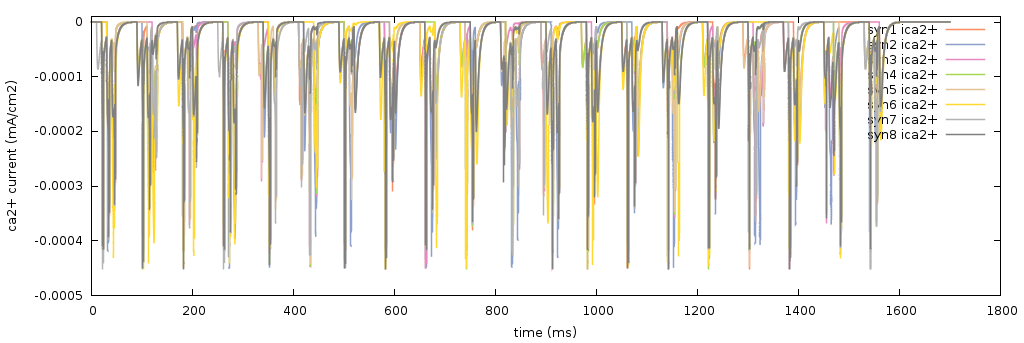 0
-0.0001
-0.0002
-0.0003
-0.0004
-0.0005
ca2+ current (mA/cm2)
syn1 ica2+
syn2 ica2+
syn3 ica2+
syn4 ica2+
syn5 ica2+
syn6 ica2+
syn7 ica2+
syn8 ica2+
0 200 400 600 800 1000 1200 1400 1600 1800
time (ms)